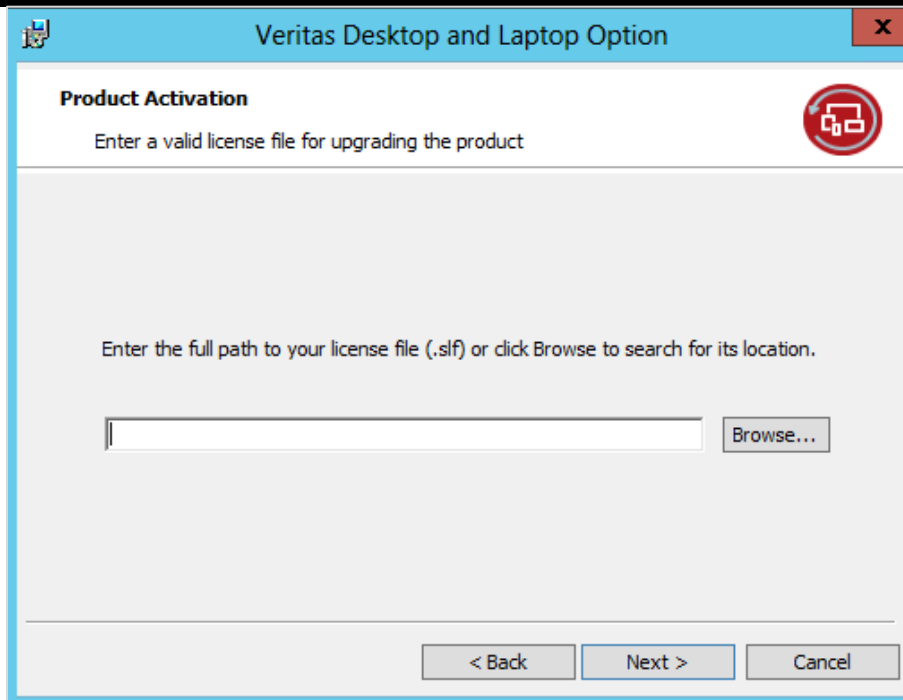 Veritas Desktop and Laptop Option
x
Product Activation
Enter a valid license file for upgrading the product
Enter the full path to your license file (.slf) or click Browse to search for its location.
Browse...
< Back
Next >
Cancel